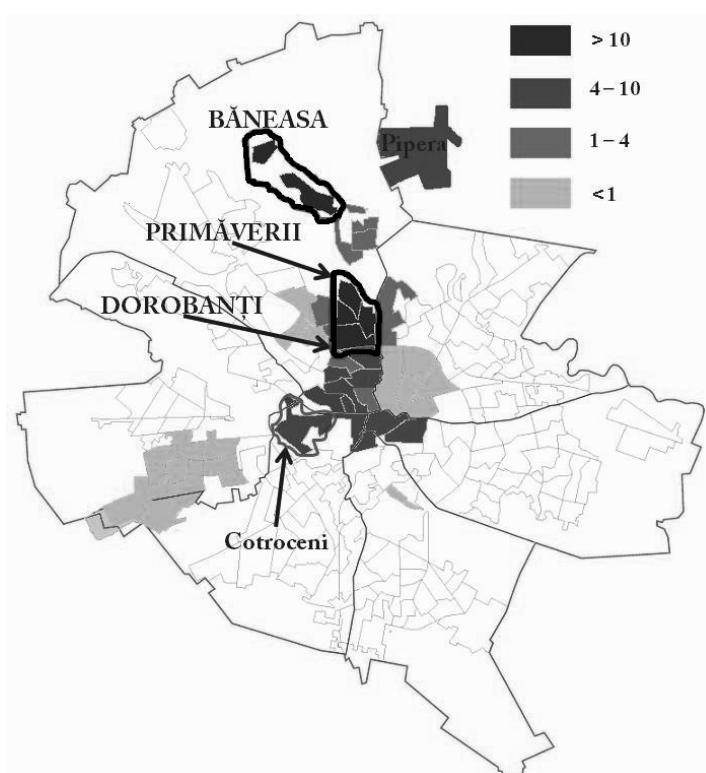 > 10
4 – 10
1 – 4
<1
BĂNEASA
Pipera
PRIMĂVERII
DOROBANȚI
Cotroceni